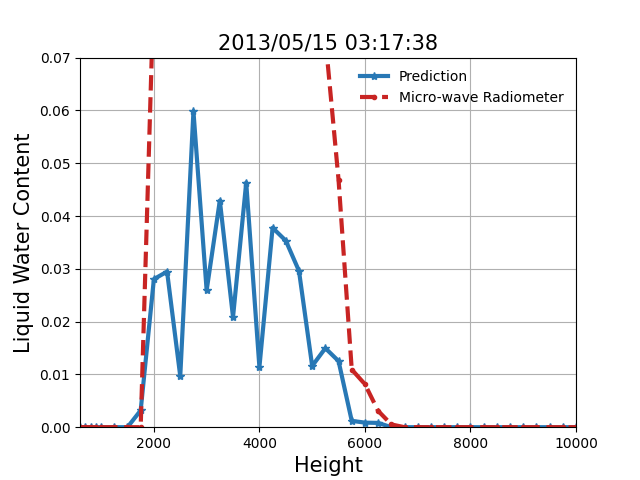 2013/05/15 03:17:38
Prediction
Micro-wave Radiometer
Liquid Water Content
0.07
0.06
0.05
0.04
0.03
0.02
0.01
0.00
2000 4000 6000 8000 10000
Height